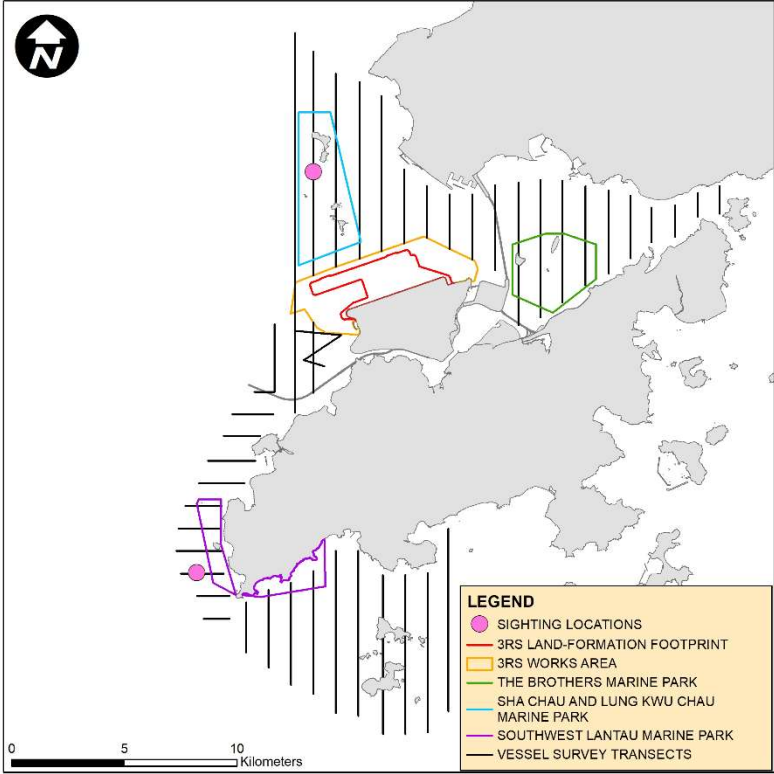 N
LEGEND
SIGHTING LOCATIONS
3RS LAND-FORMATION FOOTPRINT
3RS WORKS AREA
THE BROTHERS MARINE PARK
SHA CHAU AND LUNG KWU CHAU
MARINE PARK
SOUTHWEST LANTAU MARINE PARK
VESSEL SURVEY TRANSECTS
0 5 10
Kilometers